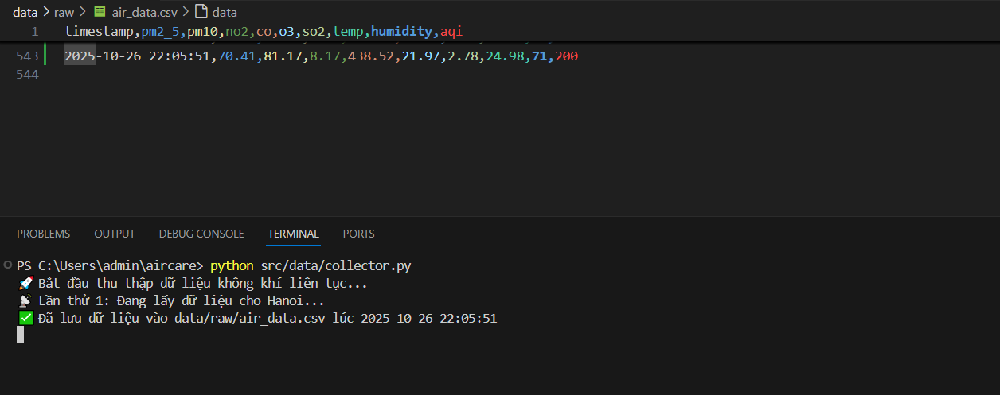 data > raw > air_data.csv > data
1 timestamp,pm2_5,pm10,no2,co,o3,so2,temp,humidity,aqi
543 2025-10-26 22:05:51,70.41,81.17,8.17,438.52,21.97,2.78,24.98,71,200
544
PROBLEMS OUTPUT DEBUG CONSOLE TERMINAL PORTS
PS C:\Users\admin\aircare> python src/data/collector.py
🚀 Bắt đầu thu thập dữ liệu không khí liên tục...
📡 Lần thử 1: Đang lấy dữ liệu cho Hanoi...
✅ Đã lưu dữ liệu vào data/raw/air_data.csv lúc 2025-10-26 22:05:51